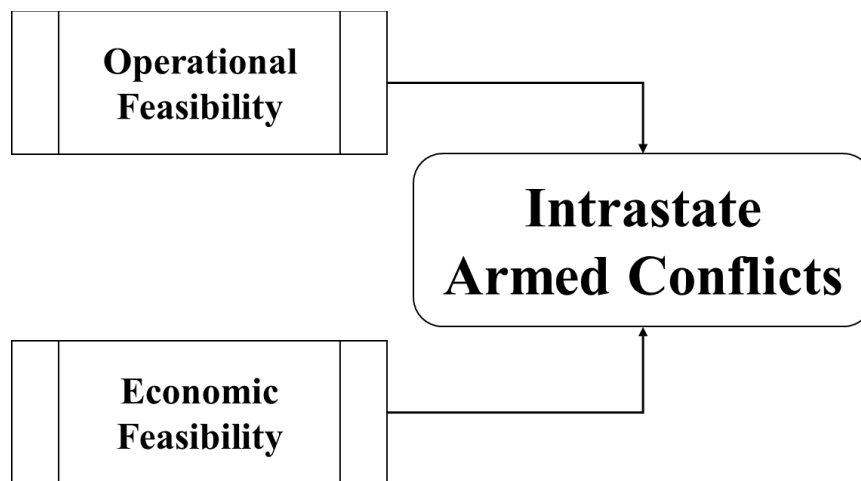 Operational
Feasibility
Intrastate
Armed Conflicts
Economic
Feasibility